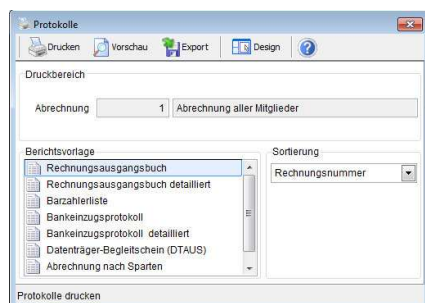 Protokolle
Drucken Vorschau Export Design
Druckbereich
Abrechnung 1 Abrechnung aller Mitglieder
Berichtsvorlage
Rechnungsausgangsbuch
Rechnungsausgangsbuch detailliert
Barzahlerliste
Bankeinzugsprotokoll
Bankeinzugsprotokoll detailliert
Datenträger-Begleitschein (DTAUS)
Abrechnung nach Sparten
Sortierung
Rechnungsnummer
Protokolle drucken